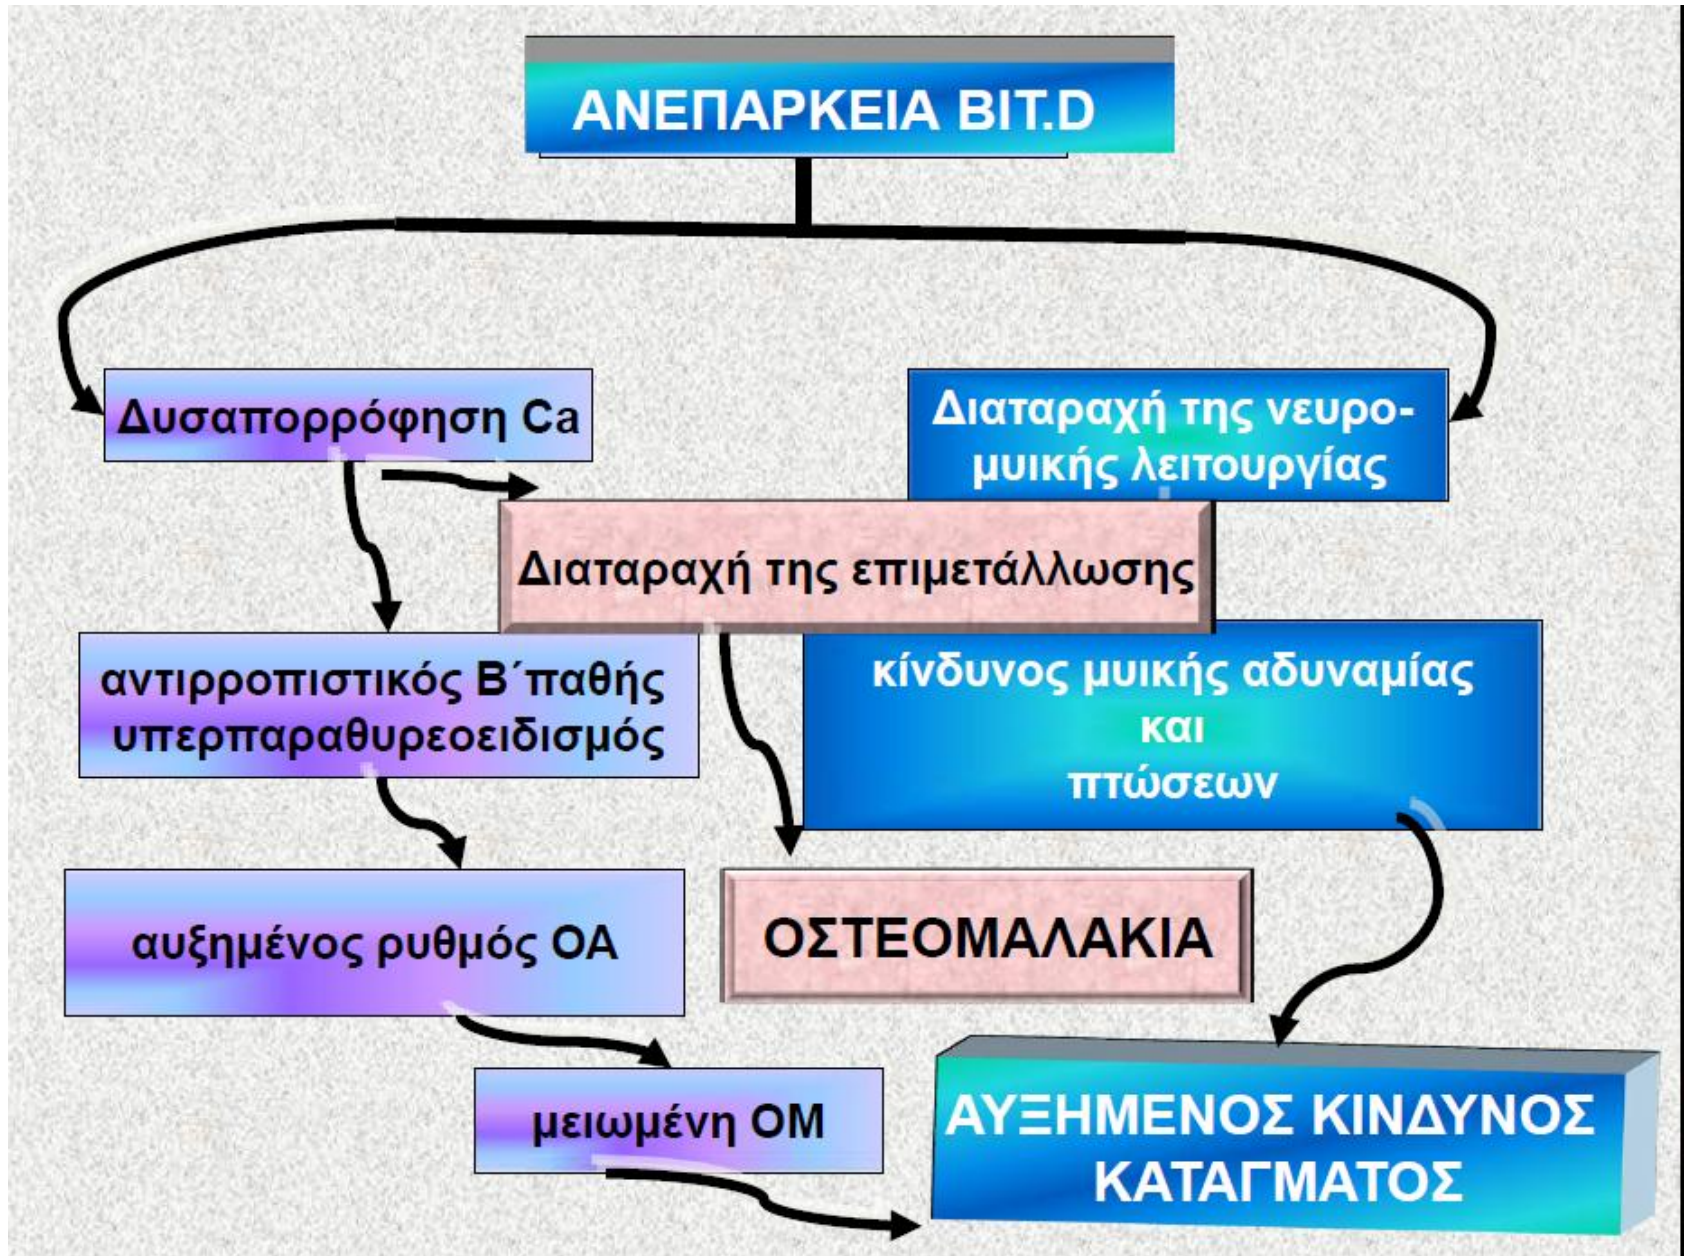 ΑΝΕΠΑΡΚΕΙΑ ΒΙΤ.D
Δυσαπορρόφηση Ca
Διαταραχή της νευρο-
μυικής λειτουργίας
Διαταραχή της επιμετάλλωσης
αντιρροπιστικός Β΄παθής
υπερπαραθυρεοειδισμός
κίνδυνος μυικής αδυναμίας
και
πτώσεων
αυξημένος ρυθμός ΟΑ
ΟΣΤΕΟΜΑΛΑΚΙΑ
μειωμένη ΟΜ
ΑΥΞΗΜΕΝΟΣ ΚΙΝΔΥΝΟΣ
ΚΑΤΑΓΜΑΤΟΣ